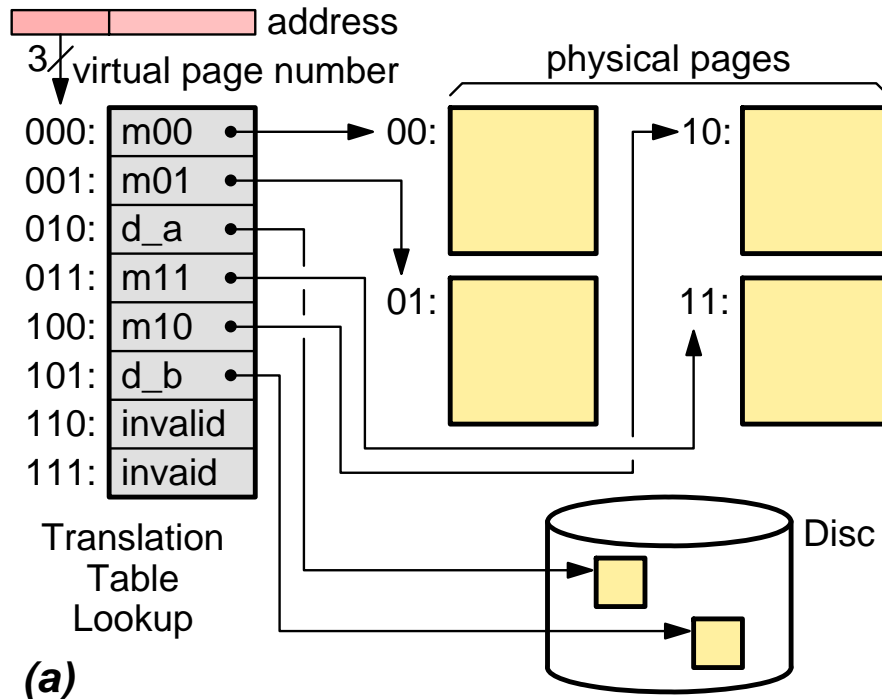 address
3
virtual page number
physical pages
000: m00
001: m01
010: d_a
011: m11
100: m10
101: d_b
110: invalid
111: invaid
00:
10:
01:
11:
Translation
Table
Lookup
Disc
(a)